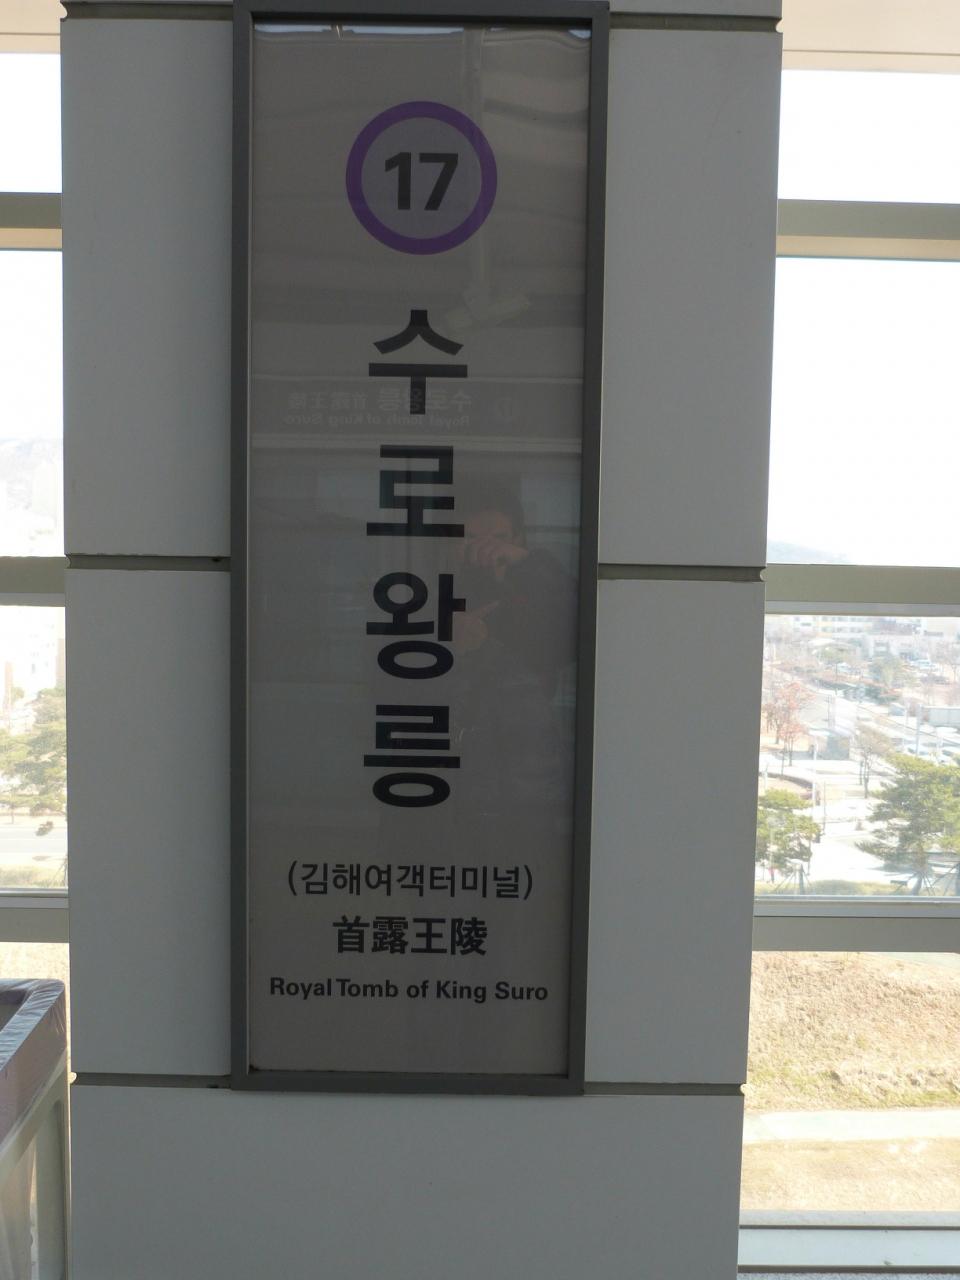 17
수로왕릉
(김해여객터미널)
首露王陵
Royal Tomb of King Suro